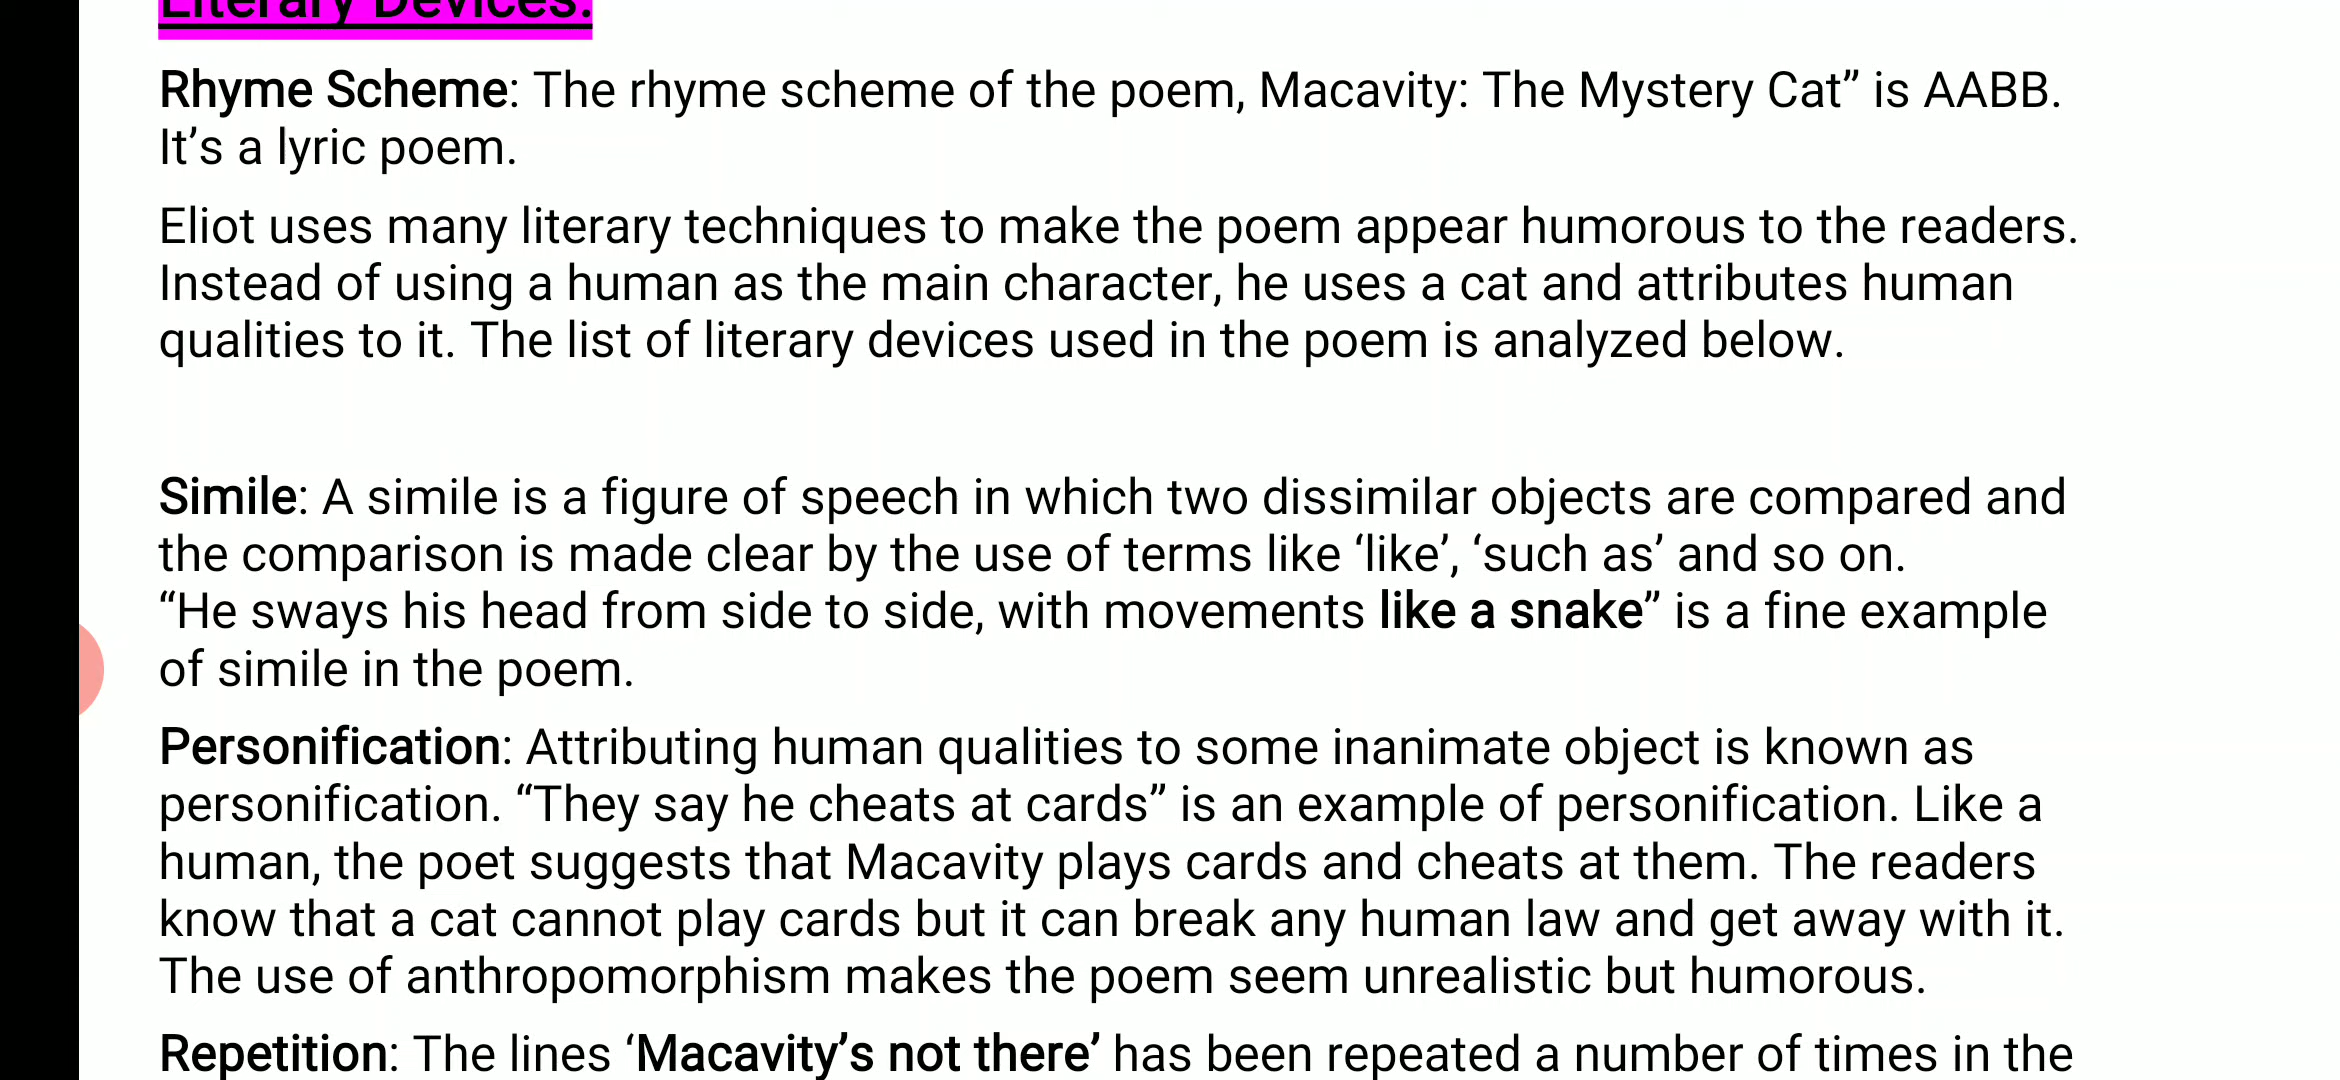 Literary Devices:
Rhyme Scheme: The rhyme scheme of the poem, Macavity: The Mystery Cat” is AABB.
It’s a lyric poem.
Eliot uses many literary techniques to make the poem appear humorous to the readers.
Instead of using a human as the main character, he uses a cat and attributes human
qualities to it. The list of literary devices used in the poem is analyzed below.
Simile: A simile is a figure of speech in which two dissimilar objects are compared and
the comparison is made clear by the use of terms like ‘like’, ‘such as’ and so on.
“He sways his head from side to side, with movements like a snake” is a fine example
of simile in the poem.
Personification: Attributing human qualities to some inanimate object is known as
personification. “They say he cheats at cards” is an example of personification. Like a
human, the poet suggests that Macavity plays cards and cheats at them. The readers
know that a cat cannot play cards but it can break any human law and get away with it.
The use of anthropomorphism makes the poem seem unrealistic but humorous.
Repetition: The lines ‘Macavity’s not there’ has been repeated a number of times in the